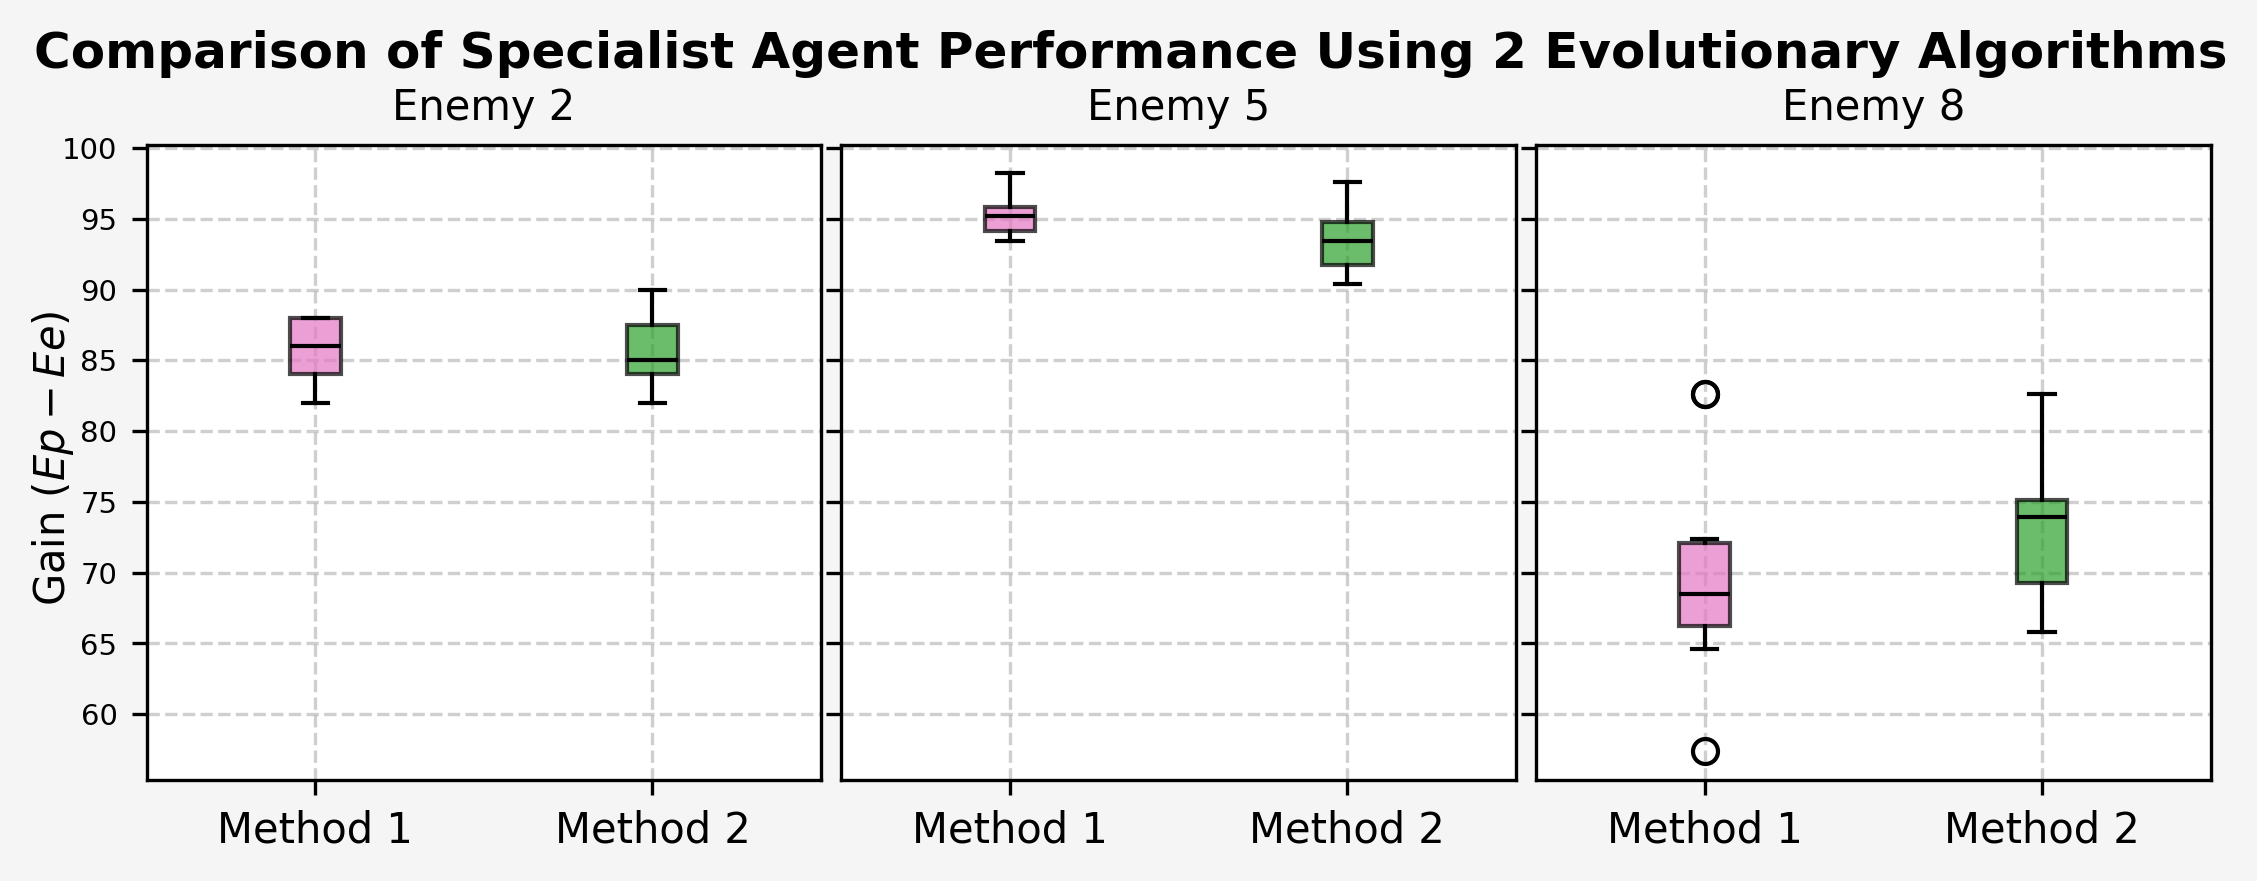 Comparison of Specialist Agent Performance Using 2 Evolutionary Algorithms
Enemy 2
Enemy 5
Enemy 8
Gain (Ep − Ee)
100
95
90
85
80
75
70
65
60
Method 1
Method 2
Method 1
Method 2
Method 1
Method 2